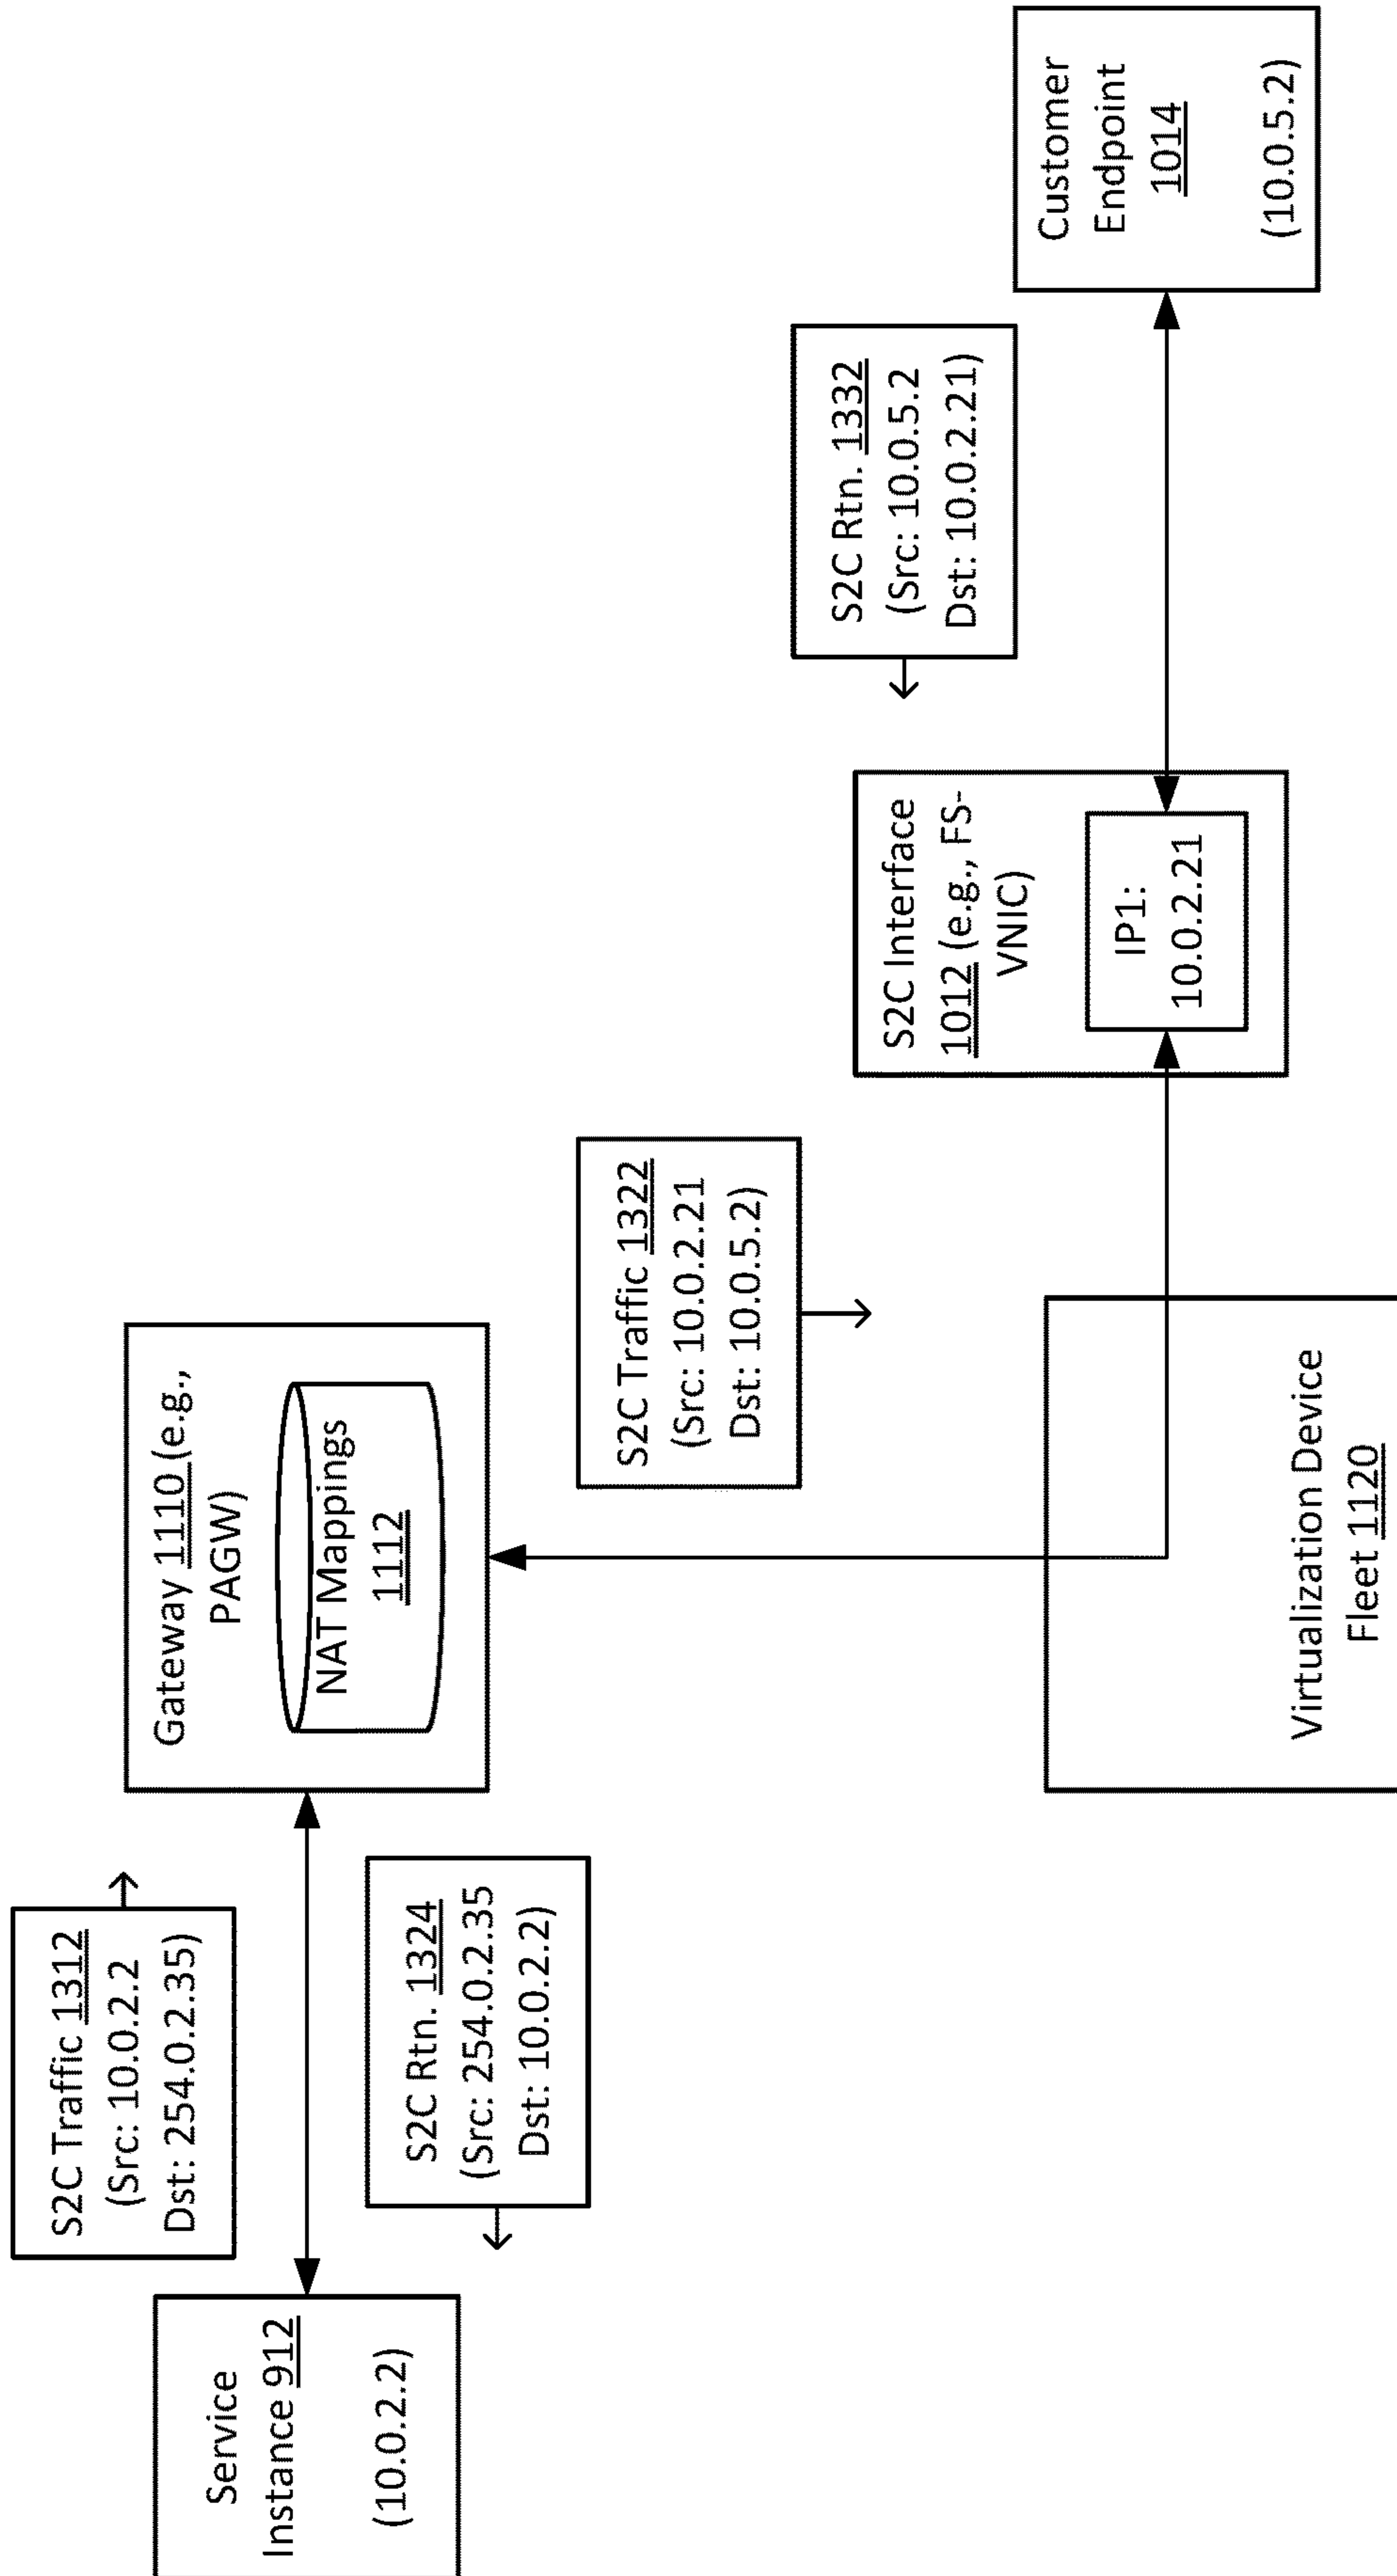 S2C Traffic 1312
(Src: 10.0.2.2
Dst: 254.0.2.35)
Service
Instance 912
(10.0.2.2)
S2C Rtn. 1324
(Src: 254.0.2.35
Dst: 10.0.2.2)
Gateway 1110 (e.g.,
PAGW)
NAT Mappings
1112
S2C Traffic 1322
(Src: 10.0.2.21
Dst: 10.0.5.2)
Virtualization Device
Fleet 1120
S2C Interface
1012 (e.g., FS-
VNIC)
IP1:
10.0.2.21
S2C Rtn. 1332
(Src: 10.0.5.2
Dst: 10.0.2.21)
Customer
Endpoint
1014
(10.0.5.2)